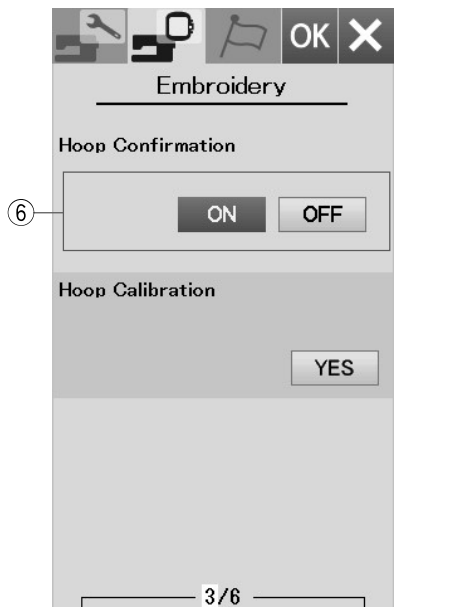 OK X
Embroidery
Hoop Confirmation
6 ON OFF
Hoop Calibration
YES
3/6